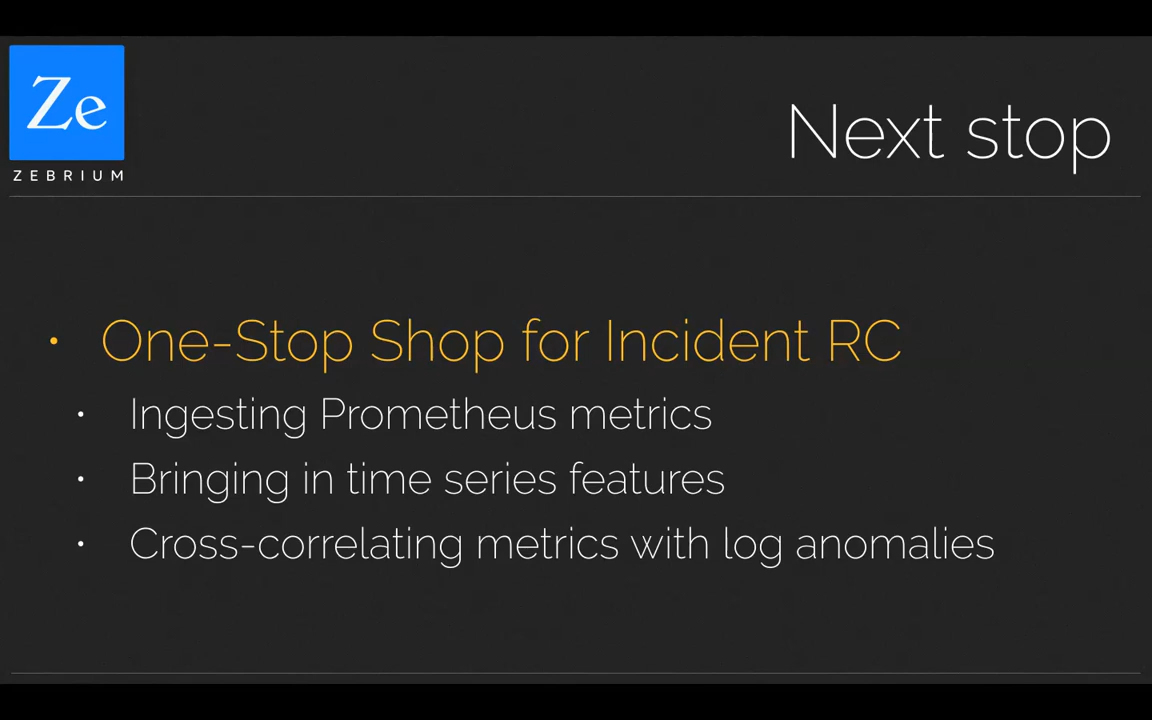 Ze
ZEBRIUM
Next stop
• One-Stop Shop for Incident RC
• Ingesting Prometheus metrics
• Bringing in time series features
• Cross-correlating metrics with log anomalies